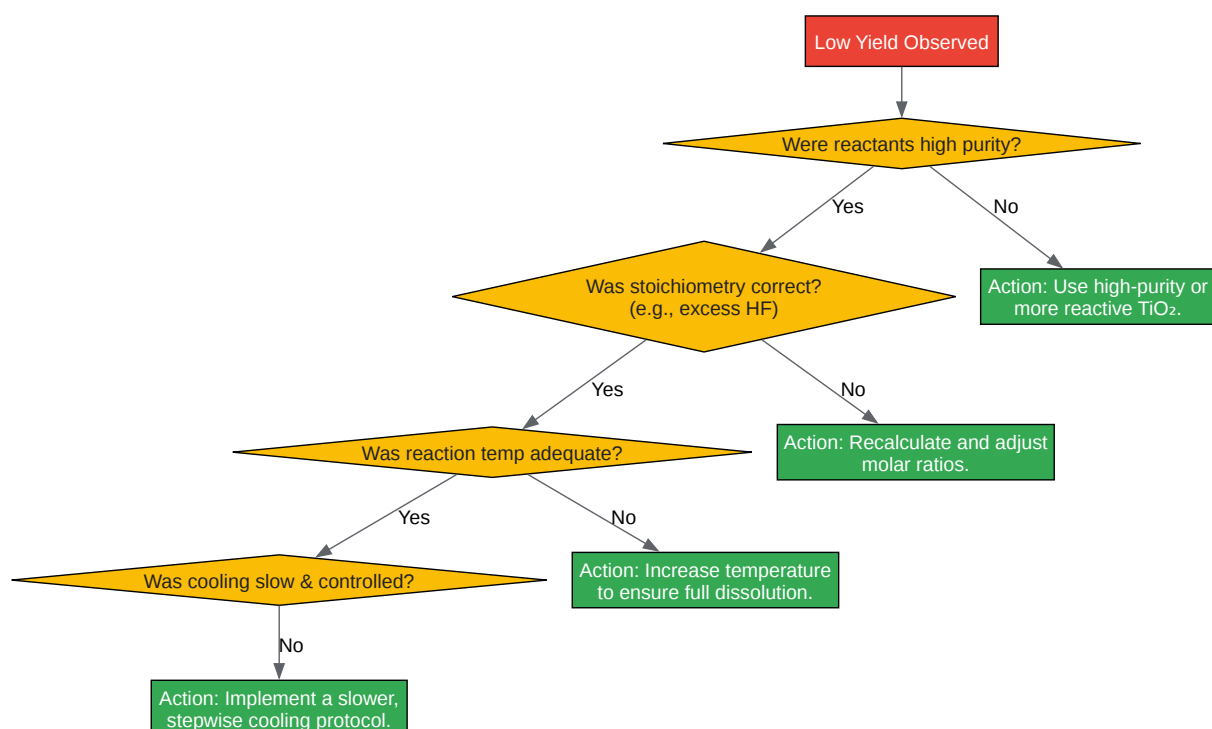 Low Yield Observed
Were reactants high purity?
Yes
No
Was stoichiometry correct?
(e.g., excess HF)
Action: Use high-purity or
more reactive TiO₂.
Yes
No
Was reaction temp adequate?
Action: Recalculate and adjust
molar ratios.
Yes
No
Was cooling slow & controlled?
Action: Increase temperature
to ensure full dissolution.
No
Action: Implement a slower,
stepwise cooling protocol.